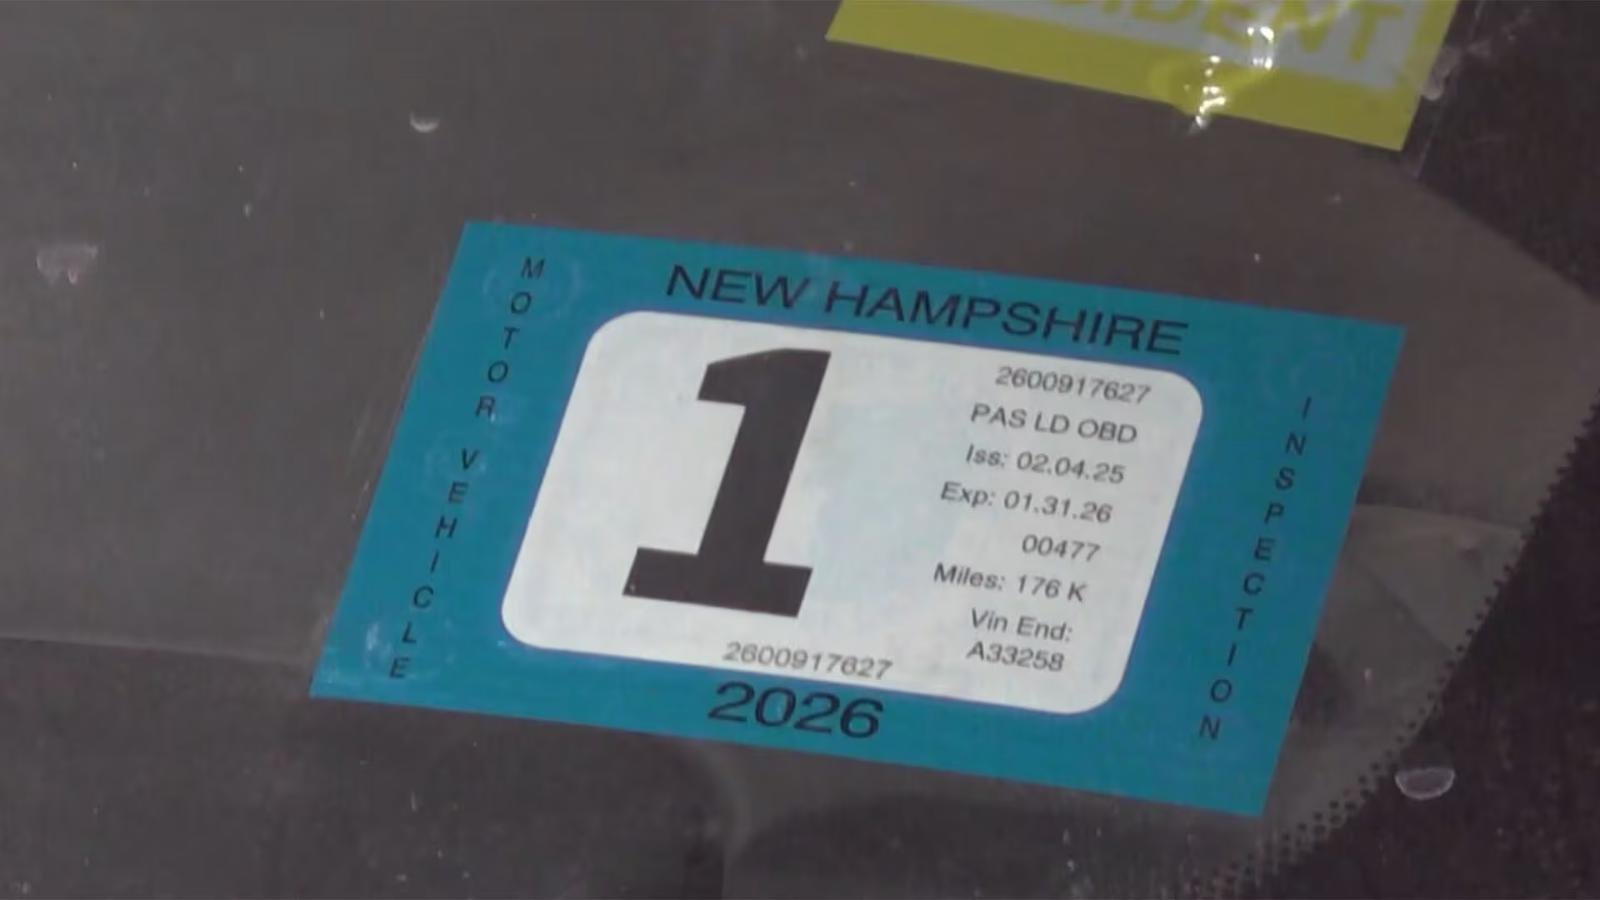 NEW HAMPSHIRE
MOTOR VEHICLE
1
2600917627
PAS LD OBD
Iss: 02.04.25
Exp: 01.31.26
00477
Miles: 176 K
Vin End:
A33258
2600917627
2026
INSPECTION